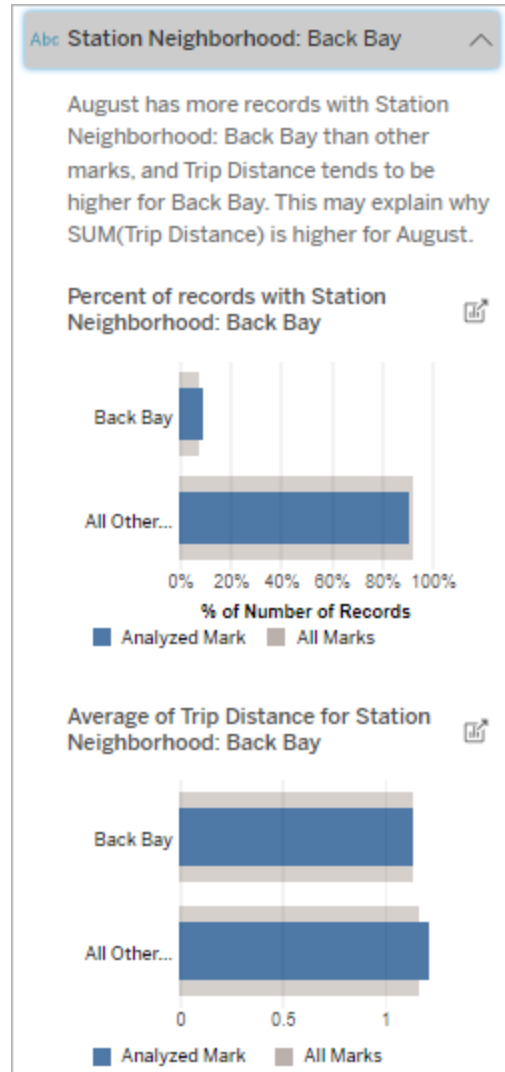 Abc Station Neighborhood: Back Bay
August has more records with Station
Neighborhood: Back Bay than other
marks, and Trip Distance tends to be
higher for Back Bay. This may explain why
SUM(Trip Distance) is higher for August.
Percent of records with Station
Neighborhood: Back Bay
Back Bay
All Other...
0% 20% 40% 60% 80% 100%
% of Number of Records
Analyzed Mark All Marks
Average of Trip Distance for Station
Neighborhood: Back Bay
Back Bay
All Other...
0 0.5 1
Analyzed Mark All Marks